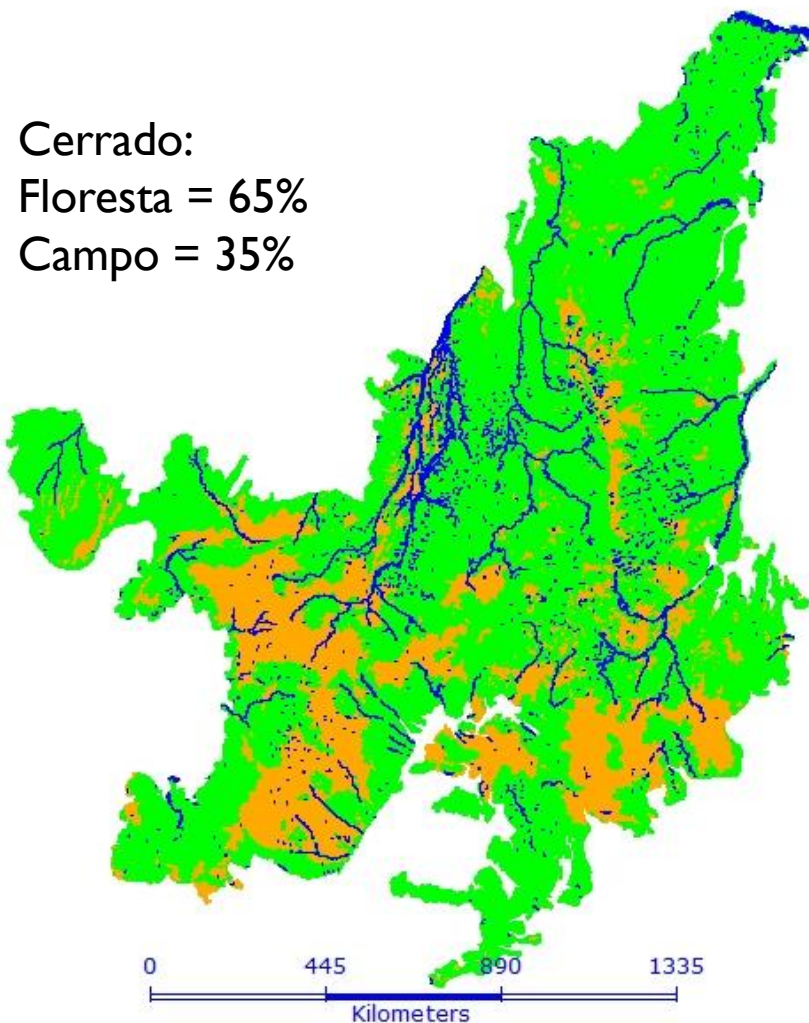 Cerrado:
Floresta = 65%
Campo = 35%
0 445 890 1335
Kilometers